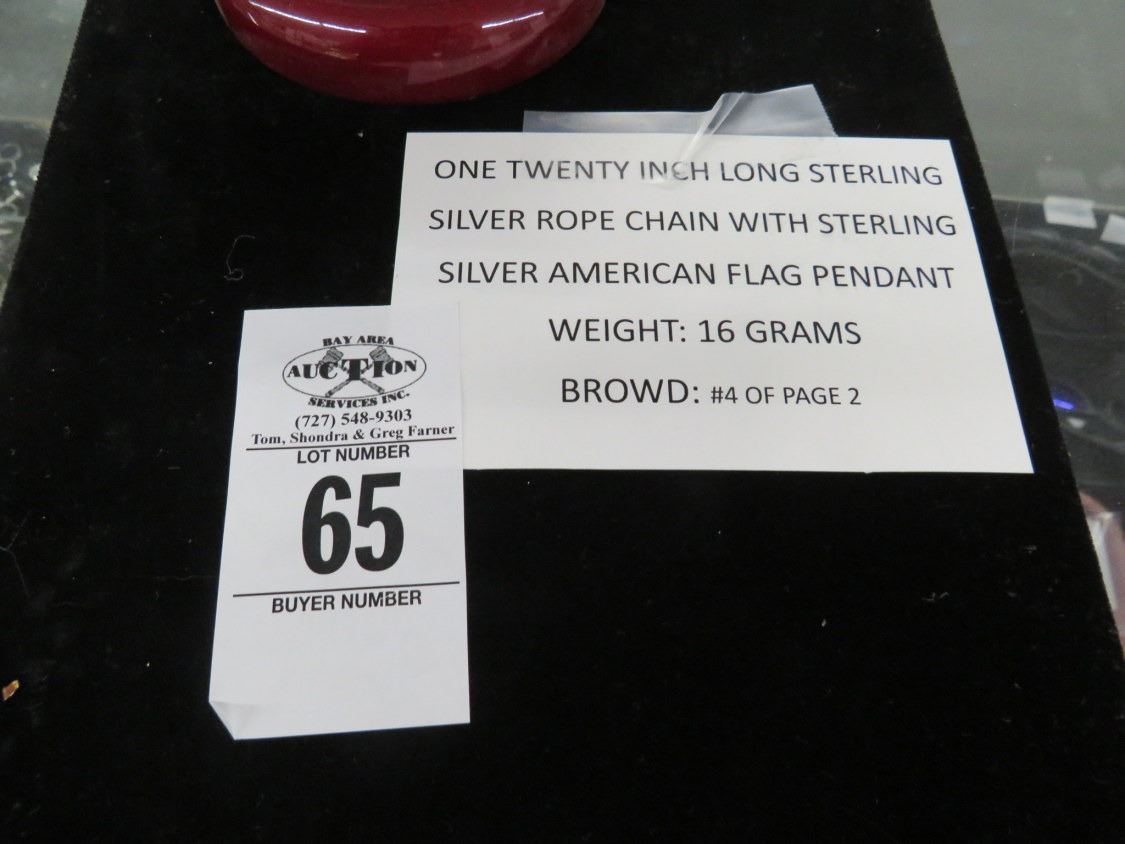 ONE TWENTY INCH LONG STERLING
SILVER ROPE CHAIN WITH STERLING
SILVER AMERICAN FLAG PENDANT
WEIGHT: 16 GRAMS
BROWD: #4 OF PAGE 2
BAY AREA
AUCTION
SERVICES INC.
(727) 548-9303
Tom, Shondra & Greg Farner
LOT NUMBER
65
BUYER NUMBER